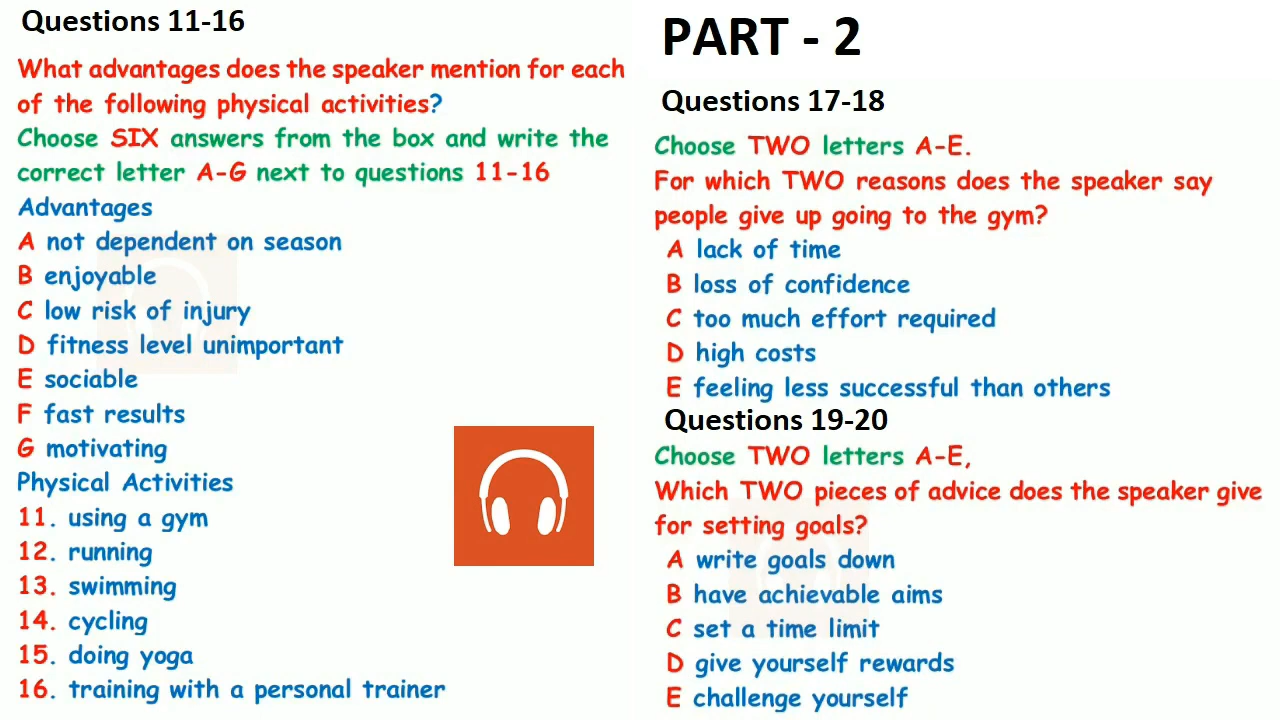 Questions 11-16
What advantages does the speaker mention for each
of the following physical activities?
Choose SIX answers from the box and write the
correct letter A-G next to questions 11-16
Advantages
A not dependent on season
B enjoyable
C low risk of injury
D fitness level unimportant
E sociable
F fast results
G motivating
Physical Activities
11. using a gym
12. running
13. swimming
14. cycling
15. doing yoga
16. training with a personal trainer
PART - 2
Questions 17-18
Choose TWO letters A-E.
For which TWO reasons does the speaker say
people give up going to the gym?
A lack of time
B loss of confidence
C too much effort required
D high costs
E feeling less successful than others
Questions 19-20
Choose TWO letters A-E,
Which TWO pieces of advice does the speaker give
for setting goals?
A write goals down
B have achievable aims
C set a time limit
D give yourself rewards
E challenge yourself